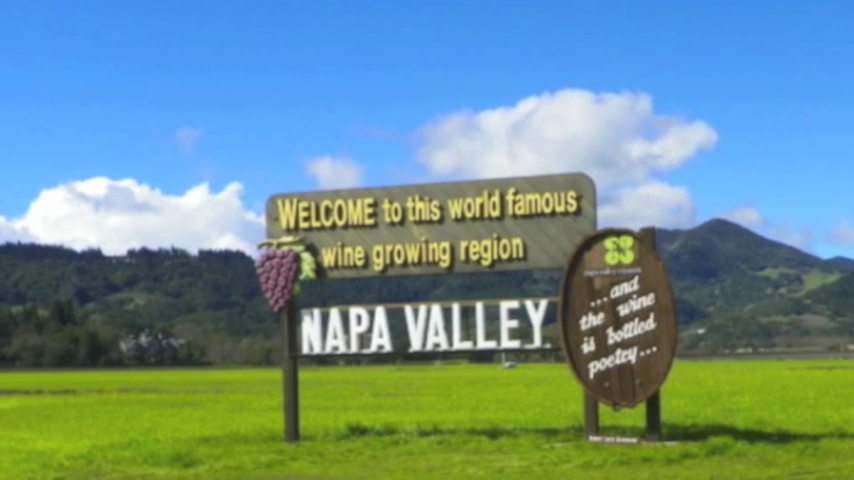 WELCOME to this world famous
wine growing region
NAPA VALLEY
...and
the wine
is bottled
poetry...